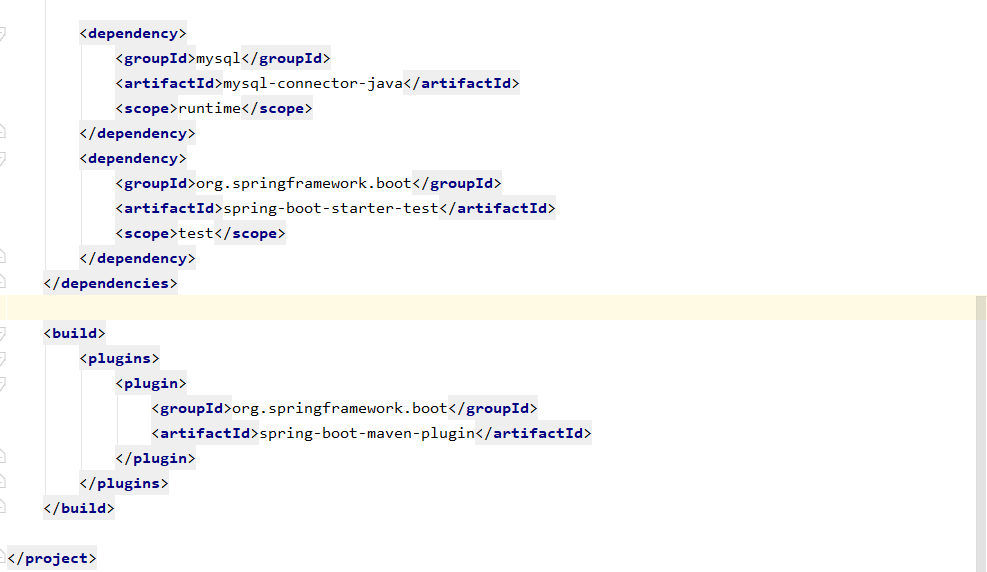 <dependency>
<groupId>mysql</groupId>
<artifactId>mysql-connector-java</artifactId>
<scope>runtime</scope>
</dependency>
<dependency>
<groupId>org.springframework.boot</groupId>
<artifactId>spring-boot-starter-test</artifactId>
<scope>test</scope>
</dependency>
</dependencies>
<build>
<plugins>
<plugin>
<groupId>org.springframework.boot</groupId>
<artifactId>spring-boot-maven-plugin</artifactId>
</plugin>
</plugins>
</build>
</project>